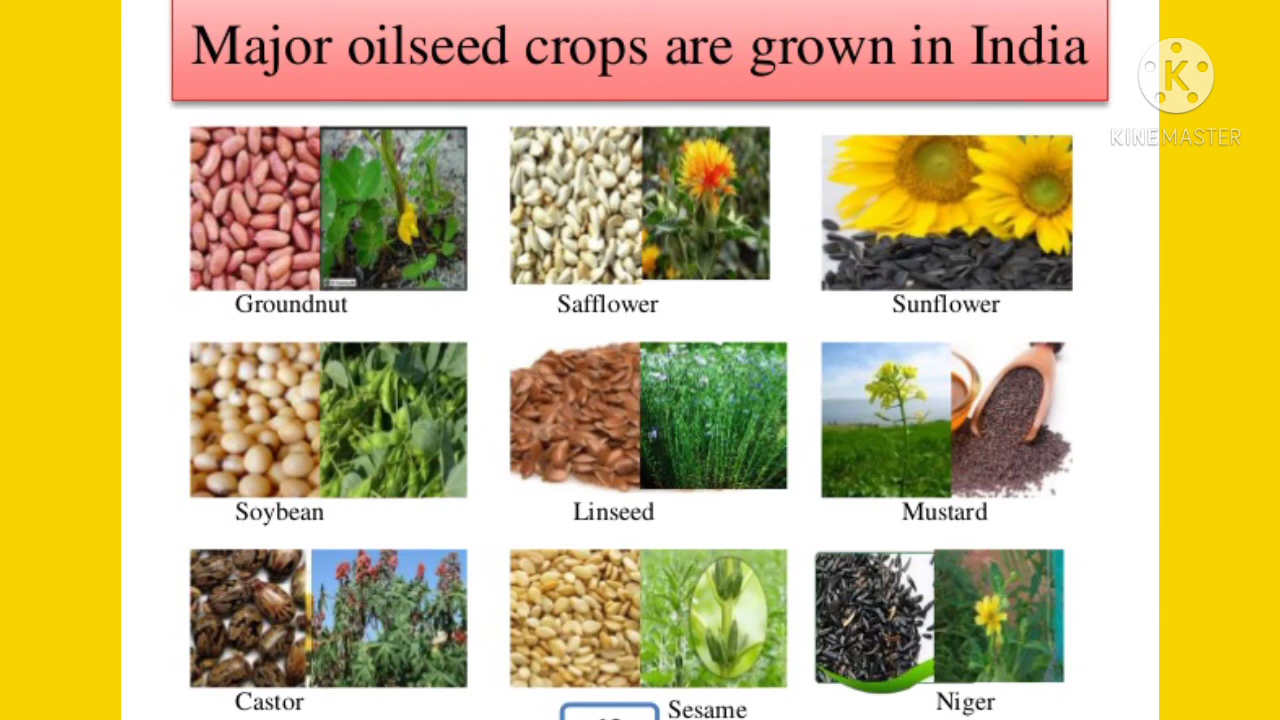 Major oilseed crops are grown in India
K
KINEMASTER
Groundnut
Safflower
Sunflower
Soybean
Linseed
Mustard
Castor
Sesame
Niger